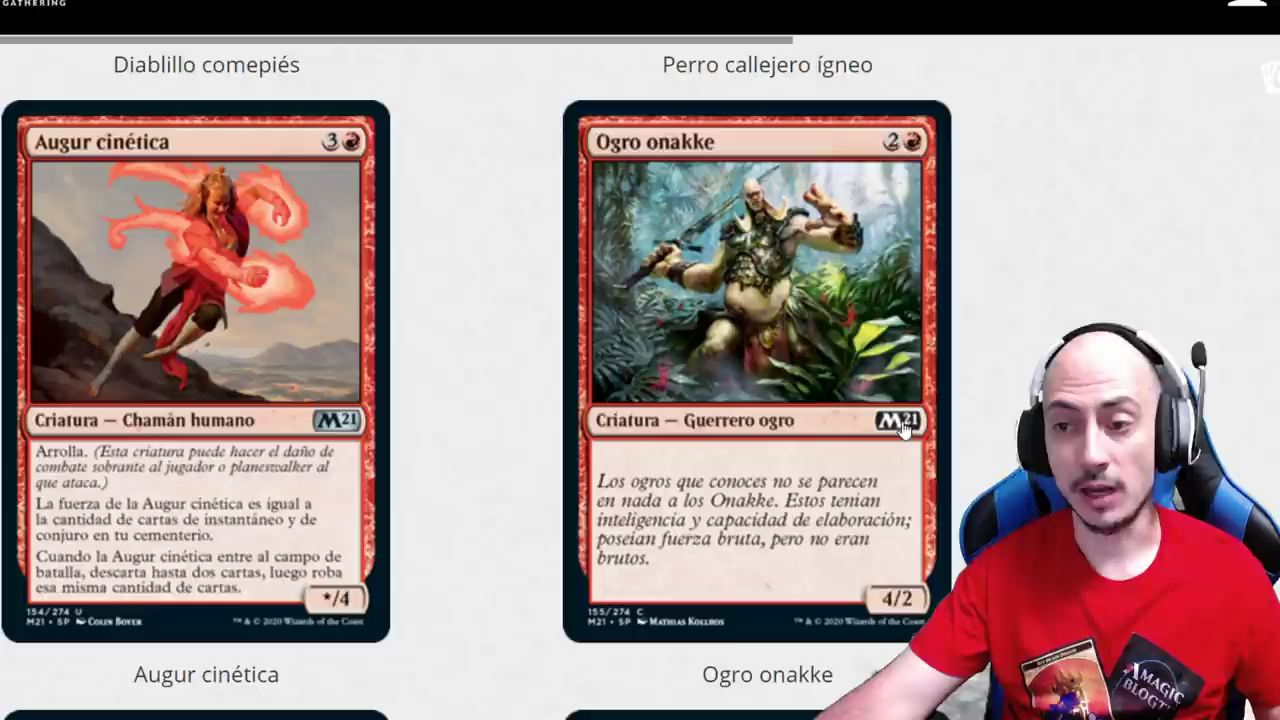 GATHERING
Diablillo comepiés
Perro callejero ígneo
Augur cinética
3
Criatura — Chamán humano
M21
Arrolla. (Esta criatura puede hacer el daño de
combate sobrante al jugador o planeswalker al
que ataca.)
La fuerza de la Augur cinética es igual a
la cantidad de cartas de instantáneo y de
conjuro en tu cementerio.
Cuando la Augur cinética entre al campo de
batalla, descarta hasta dos cartas, luego roba
esa misma cantidad de cartas.
*/4
154/274 U
M21 • SP Colin Boyer
™ & © 2020 Wizards of the Coast
Augur cinética
Ogro onakke
2
Criatura — Guerrero ogro
M21
Los ogros que conoces no se parecen
en nada a los Onakke. Estos tenían
inteligencia y capacidad de elaboración;
poseían fuerza bruta, pero no eran
brutos.
4/2
155/274 C
M21 • SP Mathias Kollros
™ & © 2020 Wizards of the Coast
Ogro onakke
AMAGIC
BLOGT